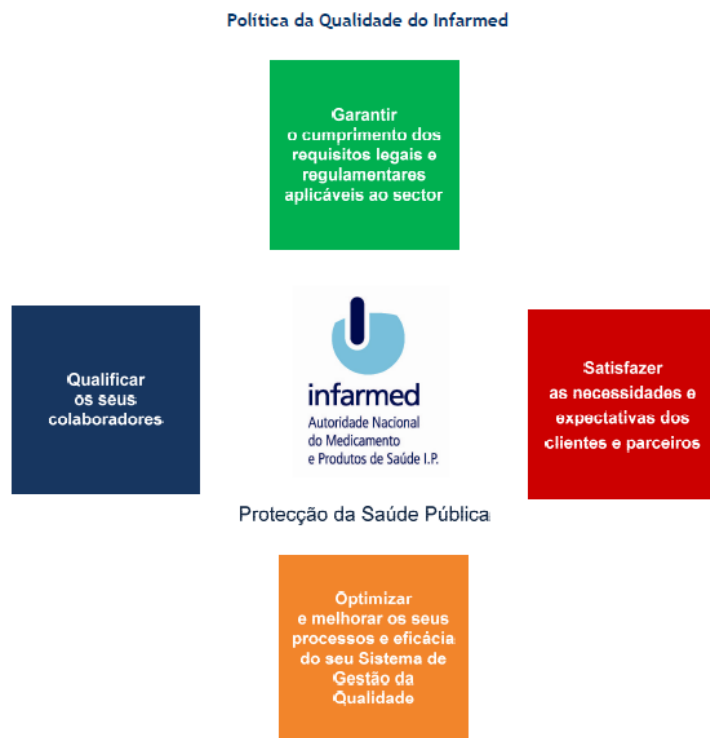 Política da Qualidade do Infarmed
Garantir
o cumprimento dos
requisitos legais e
regulamentares
aplicáveis ao sector
Qualificar
os seus
colaboradores
infarmed
Autoridade Nacional
do Medicamento
e Produtos de Saúde I.P.
Satisfazer
as necessidades e
expectativas dos
clientes e parceiros
Protecção da Saúde Pública
Optimizar
e melhorar os seus
processos e eficácia
do seu Sistema de
Gestão da
Qualidade